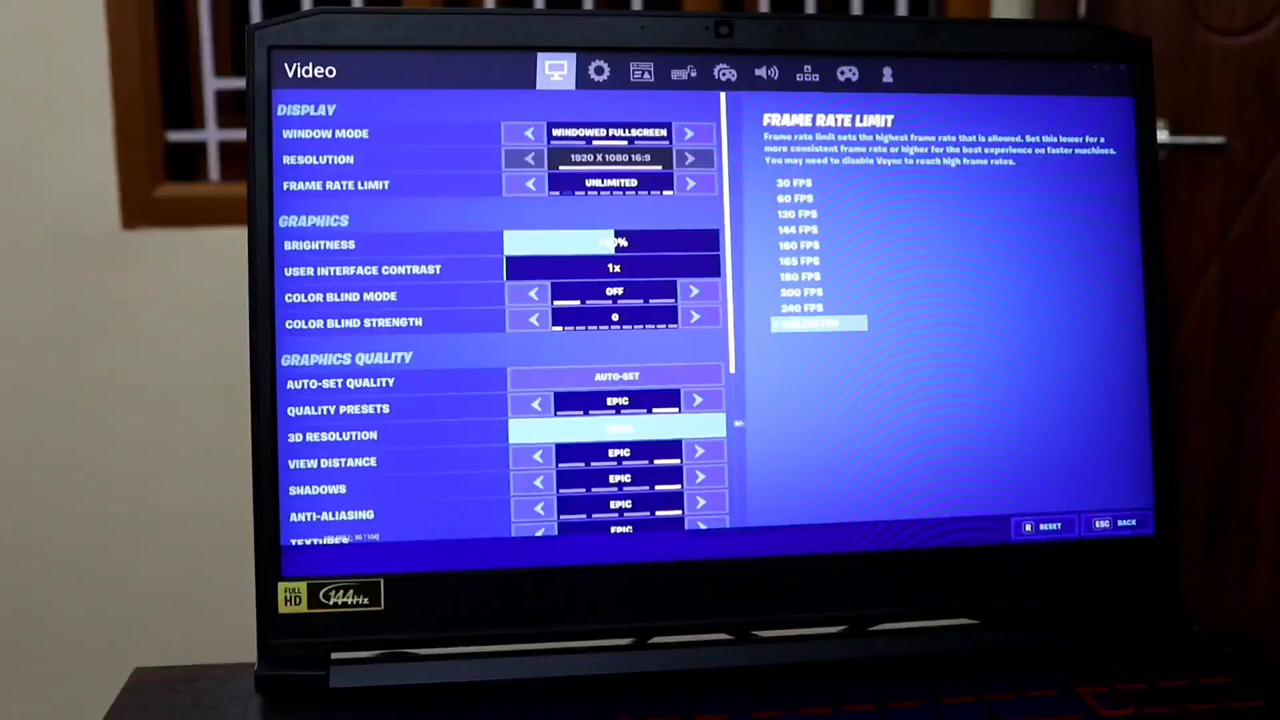 Video
DISPLAY
WINDOW MODE
WINDOWED FULLSCREEN
RESOLUTION
1920 X 1080 16:9
FRAME RATE LIMIT
UNLIMITED
GRAPHICS
BRIGHTNESS
USER INTERFACE CONTRAST
1x
COLOR BLIND MODE
OFF
COLOR BLIND STRENGTH
0
GRAPHICS QUALITY
AUTO-SET QUALITY
AUTO-SET
QUALITY PRESETS
EPIC
3D RESOLUTION
VIEW DISTANCE
EPIC
SHADOWS
EPIC
ANTI-ALIASING
EPIC
TEXTURES
EPIC
FRAME RATE LIMIT
Frame rate limit sets the highest frame rate that is allowed. Set this lower for a
more consistent frame rate or higher for the best experience on faster machines.
You may need to disable Vsync to reach high frame rates.
30 FPS
60 FPS
120 FPS
144 FPS
160 FPS
165 FPS
180 FPS
200 FPS
240 FPS
R RESET
ESC BACK
FULL HD
144Hz